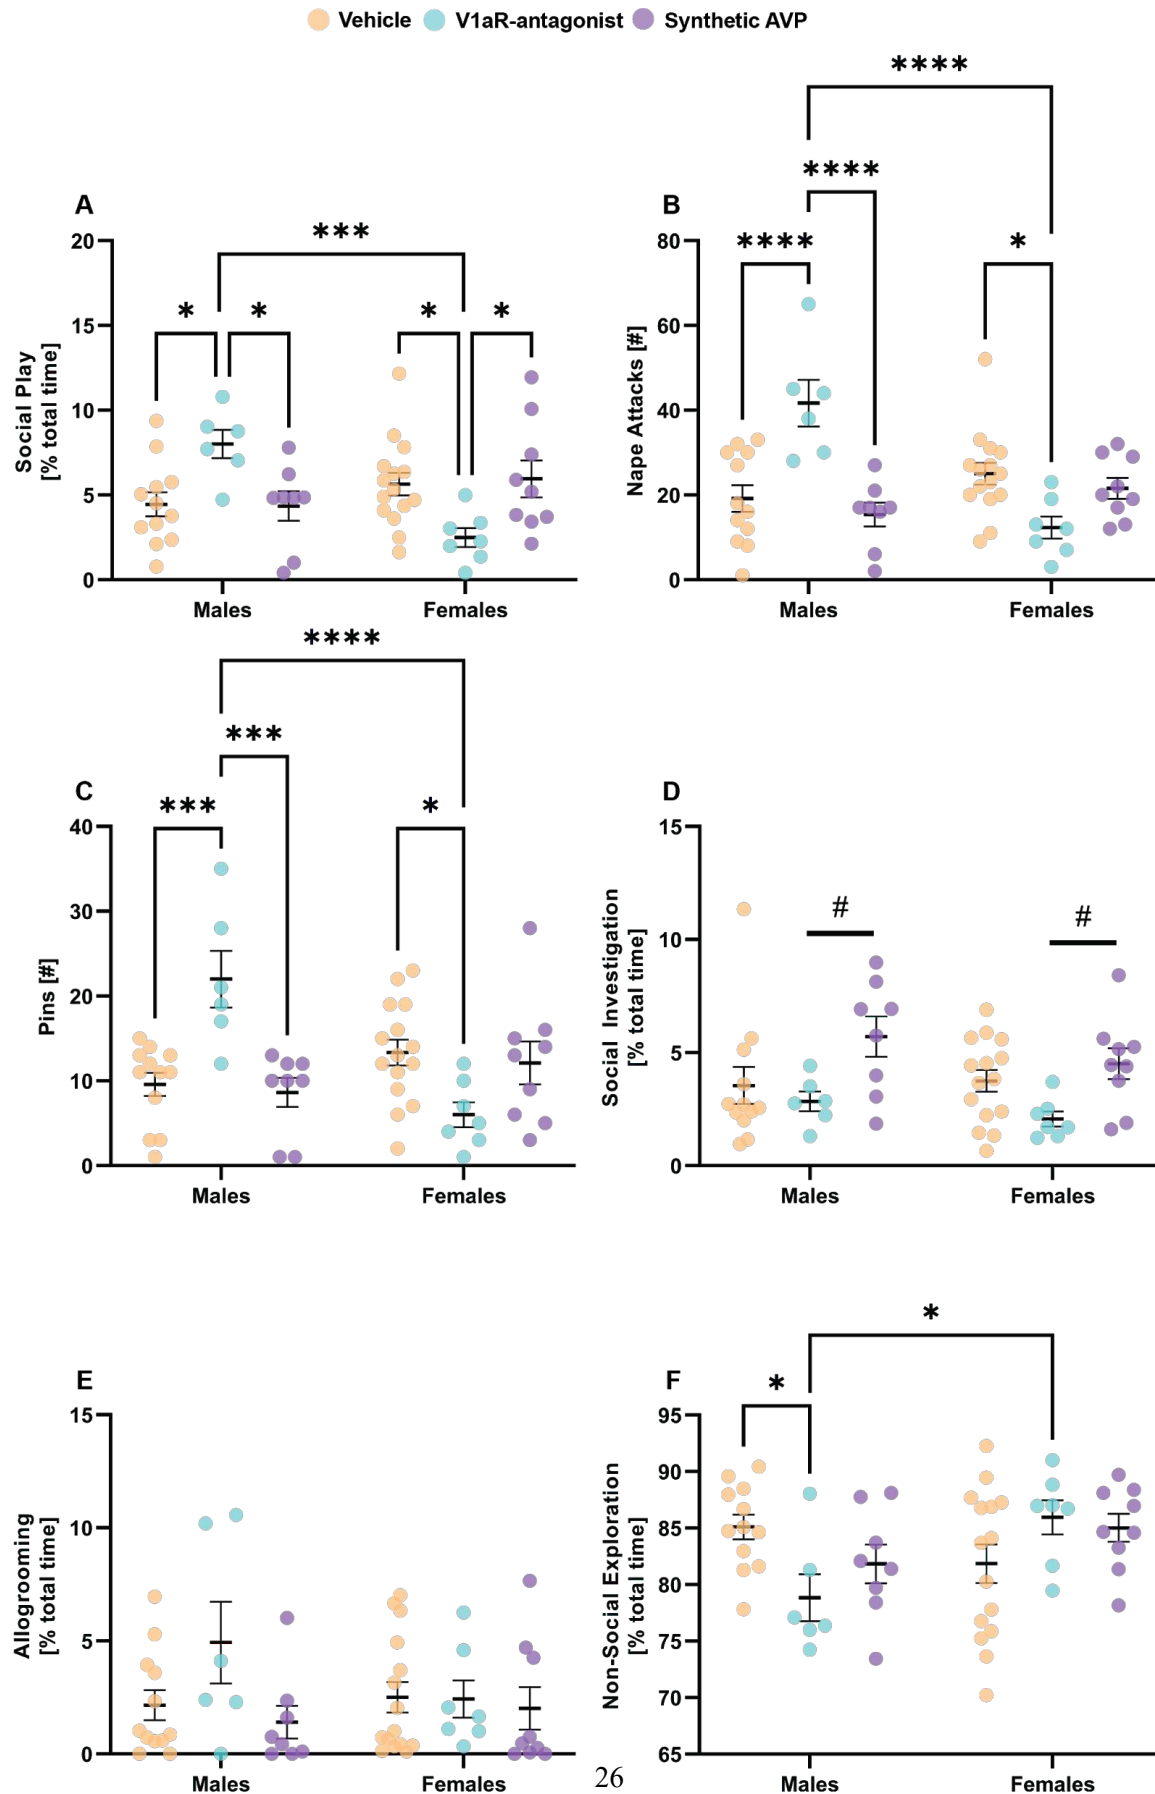 Vehicle V1aR-antagonist Synthetic AVP
A
Social Play
[% total time]
20
15
10
5
0
***
* *
* *
Males Females
B
Nape Attacks [#]
80
60
40
20
0
****
****
****
*
Males Females
C
Pins [#]
40
30
20
10
0
****
***
***
*
Males Females
D
Social Investigation
[% total time]
15
10
5
0
#
#
Males Females
E
Allogrooming
[% total time]
15
10
5
0
Males Females
F
Non-Social Exploration
[% total time]
95
90
85
80
75
70
65
*
*
Males Females
26